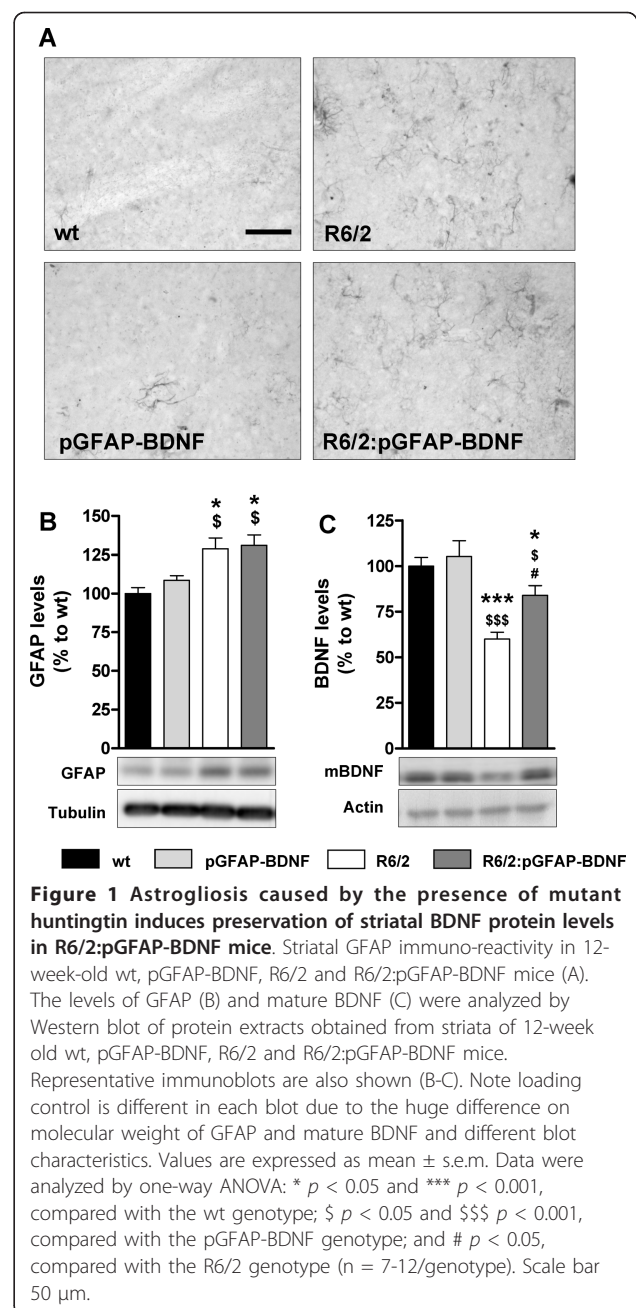 A
wt
R6/2
pGFAP-BDNF
R6/2:pGFAP-BDNF
B
GFAP levels
(% to wt)
150
125
100
75
50
25
0
*
$
*
$
GFAP
Tubulin
C
BDNF levels
(% to wt)
125
100
75
50
25
0
***
$$$
*
$
#
mBDNF
Actin
wt pGFAP-BDNF R6/2 R6/2:pGFAP-BDNF
Figure 1 Astrogliosis caused by the presence of mutant
huntingtin induces preservation of striatal BDNF protein levels
in R6/2:pGFAP-BDNF mice. Striatal GFAP immuno-reactivity in 12-
week-old wt, pGFAP-BDNF, R6/2 and R6/2:pGFAP-BDNF mice (A).
The levels of GFAP (B) and mature BDNF (C) were analyzed by
Western blot of protein extracts obtained from striata of 12-week
old wt, pGFAP-BDNF, R6/2 and R6/2:pGFAP-BDNF mice.
Representative immunoblots are also shown (B-C). Note loading
control is different in each blot due to the huge difference on
molecular weight of GFAP and mature BDNF and different blot
characteristics. Values are expressed as mean ± s.e.m. Data were
analyzed by one-way ANOVA: * p < 0.05 and *** p < 0.001,
compared with the wt genotype; $ p < 0.05 and $$$ p < 0.001,
compared with the pGFAP-BDNF genotype; and # p < 0.05,
compared with the R6/2 genotype (n = 7-12/genotype). Scale bar
50 μm.